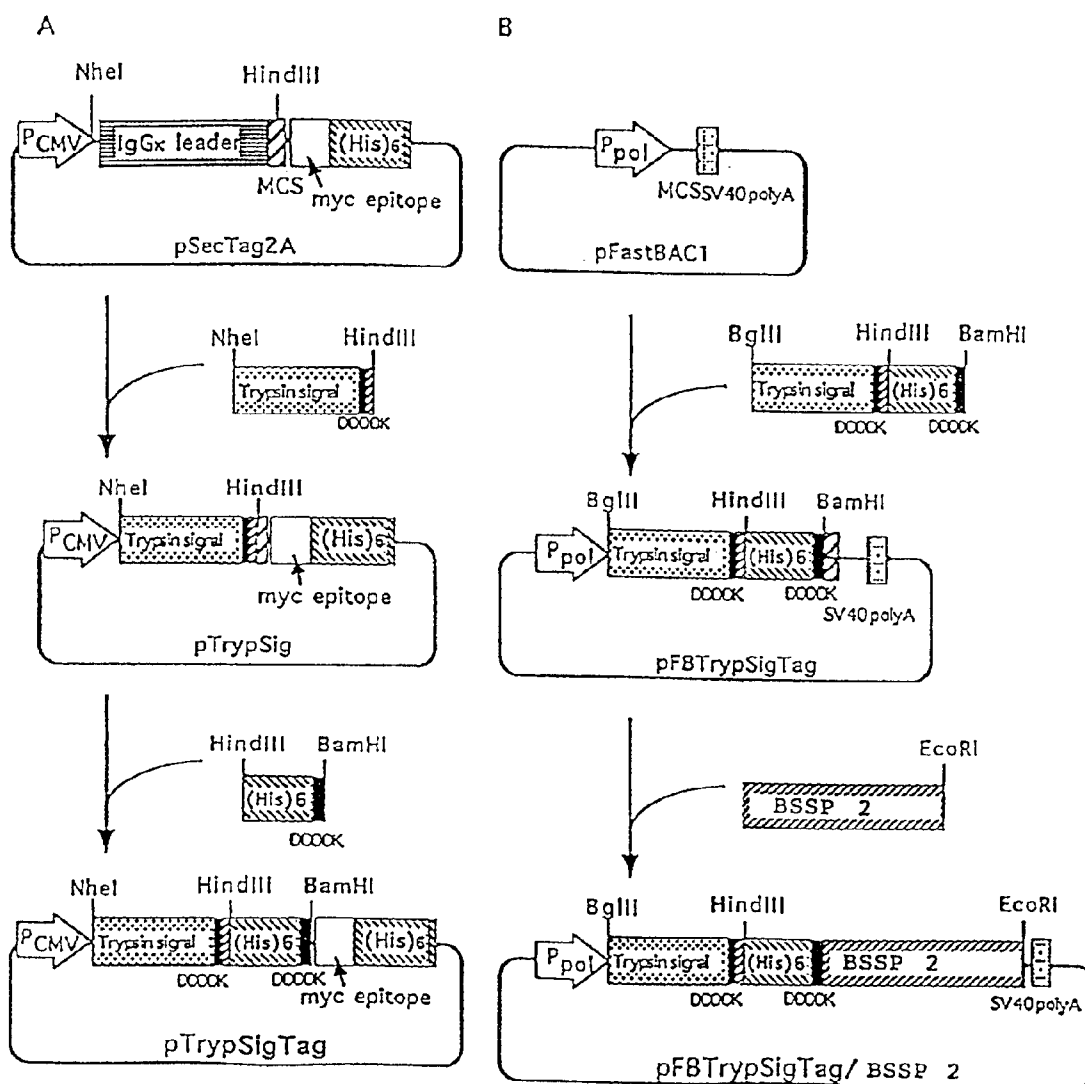 A
NheI
HindIII
PCMV
IgGκ leader
(His)6
MCS
myc epitope
pSecTag2A
NheI
HindIII
Trypsin signal
DDDDK
NheI
HindIII
PCMV
Trypsin signal
(His)6
myc epitope
pTrypSig
HindIII
BamHI
(His)6
DDDDK
NheI
HindIII
BamHI
PCMV
Trypsin signal
(His)6
(His)6
DDDDK
DDDDK
myc epitope
pTrypSigTag
B
Ppol
MCS
SV40polyA
pFastBAC1
BglII
HindIII
BamHI
Trypsin signal
(His)6
DDDDK
DDDDK
BglII
HindIII
BamHI
Ppol
Trypsin signal
(His)6
DDDDK
DDDDK
SV40polyA
pFBTrypSigTag
EcoRI
BSSP 2
BglII
HindIII
EcoRI
Ppol
Trypsin signal
(His)6
BSSP 2
DDDDK
DDDDK
SV40polyA
pFBTrypSigTag/ BSSP 2